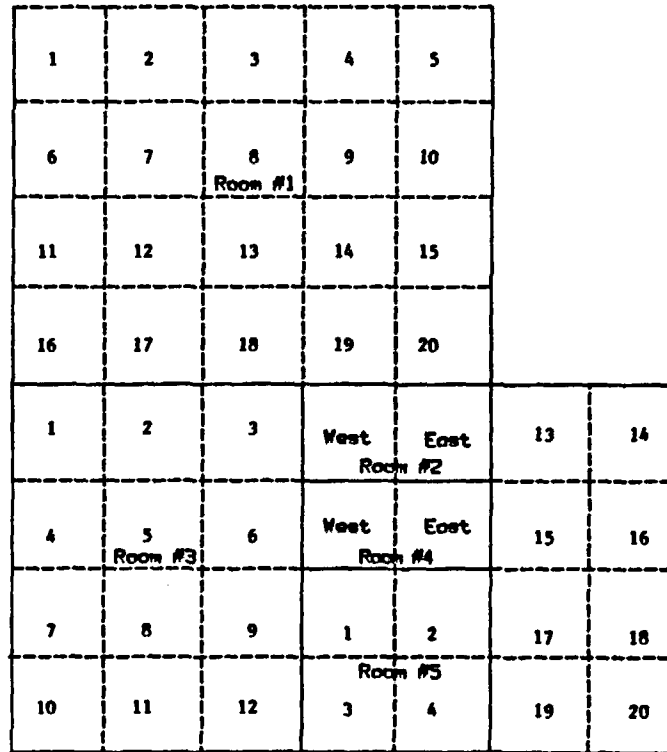 1 2 3 4 5
6 7 8 9 10
Room #1
11 12 13 14 15
16 17 18 19 20
1 2 3 West East 13 14
Room #2
4 5 6 West East 15 16
Room #3 Room #4
7 8 9 1 2 17 18
Room #5
10 11 12 3 4 19 20